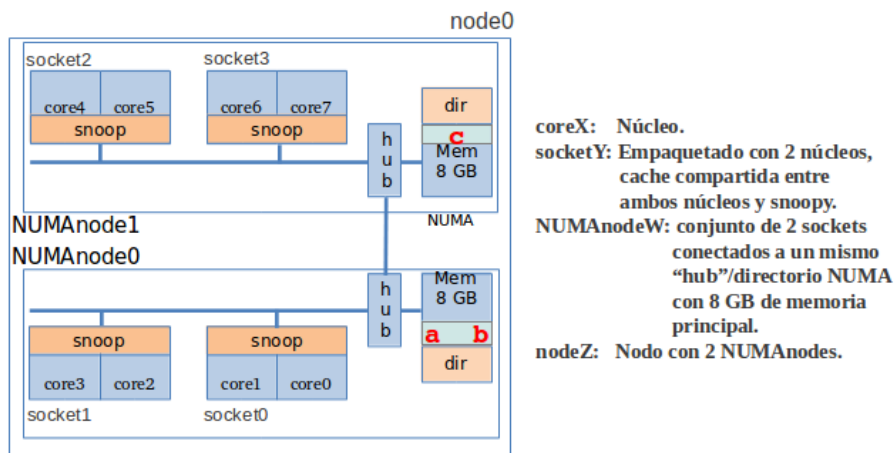 node0
socket2
socket3
core4
core5
core6
core7
snoop
snoop
h
u
b
dir
c
Mem
8 GB
NUMAnode1
NUMA
NUMAnode0
h
u
b
Mem
8 GB
a b
dir
snoop
snoop
core3
core2
core1
core0
socket1
socket0
coreX: Núcleo.
socketY: Empaquetado con 2 núcleos,
cache compartida entre
ambos núcleos y snoopy.
NUMAnodeW: conjunto de 2 sockets
conectados a un mismo
“hub”/directorio NUMA
con 8 GB de memoria
principal.
nodeZ: Nodo con 2 NUMAnodes.